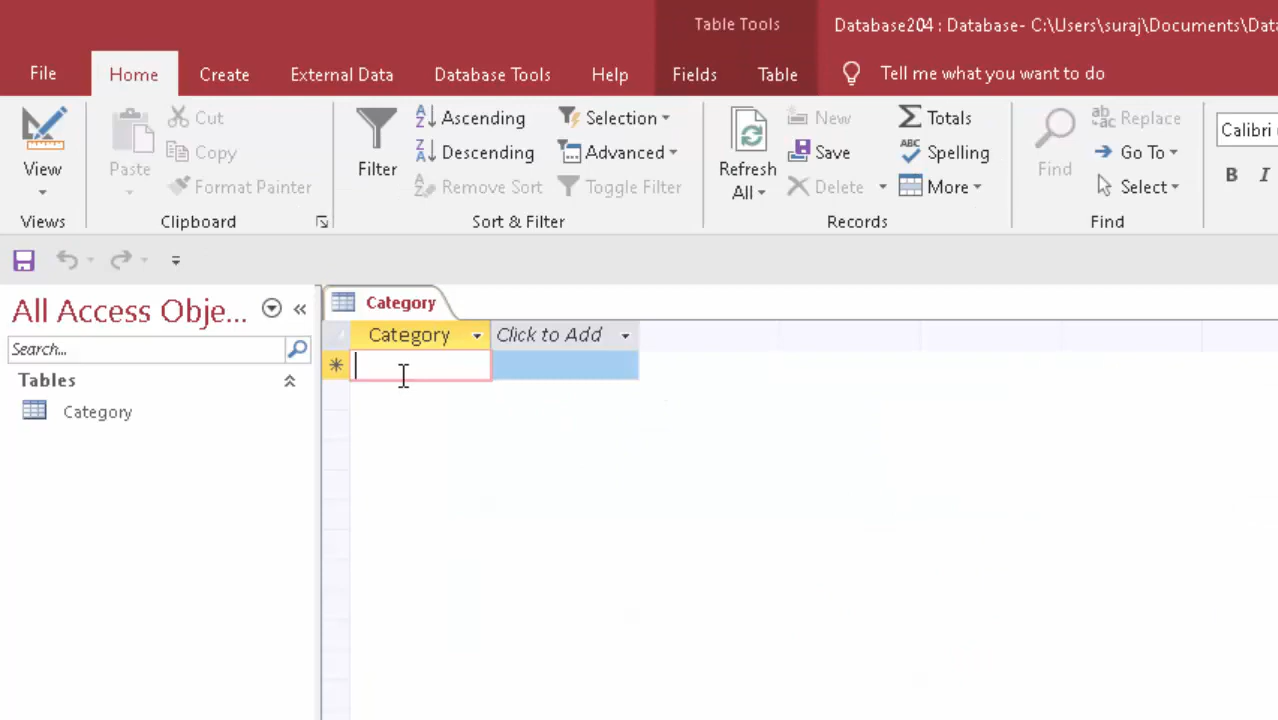 Table Tools
Database204 : Database- C:\Users\suraj\Documents\Data
File Home Create External Data Database Tools Help Fields Table Tell me what you want to do
View
Views
Paste
Cut
Copy
Format Painter
Clipboard
Filter
Ascending
Descending
Remove Sort
Selection
Advanced
Toggle Filter
Sort & Filter
Refresh
All
New
Save
Delete
Totals
Spelling
More
Records
Find
Replace
Go To
Select
Find
Calibri
B I
All Access Obje...
Search...
Tables
Category
Category
Category Click to Add